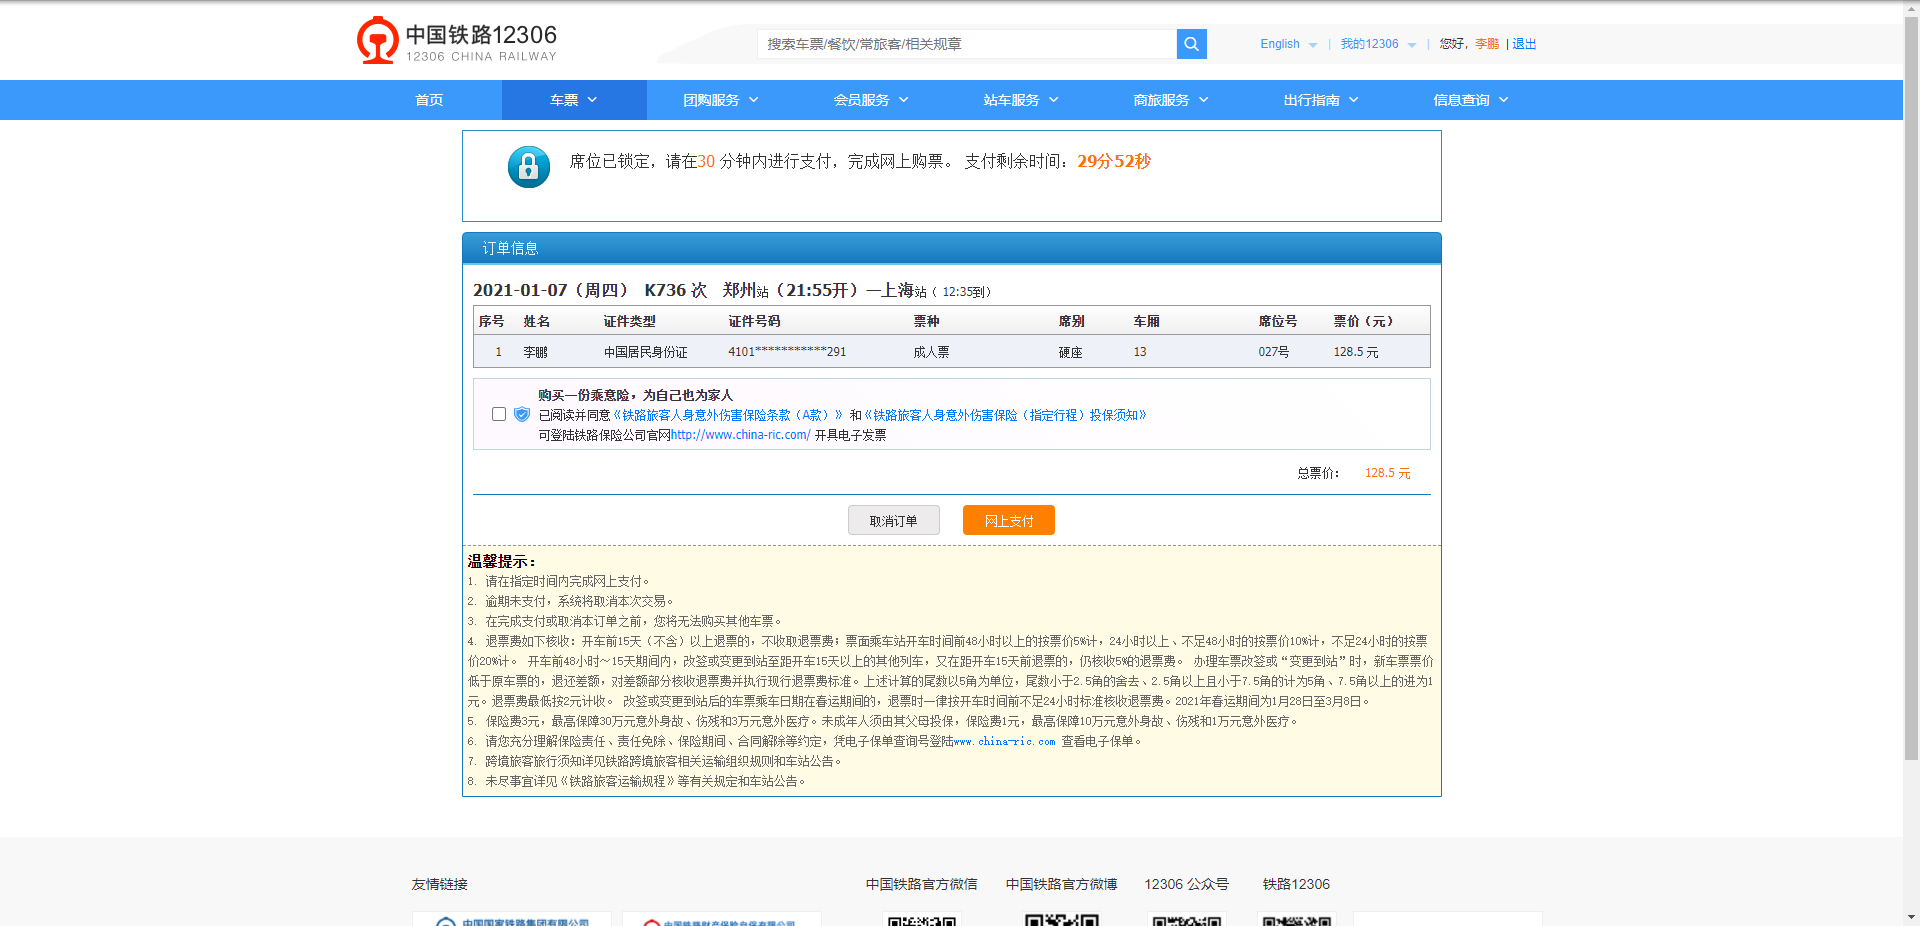 中国铁路12306
12306 CHINA RAILWAY
搜索车票/餐饮/常旅客/相关规章
English | 我的12306 | 您好，李鹏 | 退出
首页 车票 团购服务 会员服务 站车服务 商旅服务 出行指南 信息查询
席位已锁定，请在30 分钟内进行支付，完成网上购票。 支付剩余时间：29分52秒
订单信息
2021-01-07（周四） K736 次 郑州站（21:55开）—上海站（ 12:35到）
序号 姓名 证件类型 证件号码 票种 席别 车厢 席位号 票价（元）
1 李鹏 中国居民身份证 4101***********291 成人票 硬座 13 027号 128.5 元
购买一份乘意险，为自己也为家人
已阅读并同意《铁路旅客人身意外伤害保险条款（A款）》 和《铁路旅客人身意外伤害保险（指定行程）投保须知》
可登陆铁路保险公司官网http://www.china-ric.com/ 开具电子发票
总票价： 128.5 元
取消订单 网上支付
温馨提示：
1. 请在指定时间内完成网上支付。
2. 逾期未支付，系统将取消本次交易。
3. 在完成支付或取消本订单之前，您将无法购买其他车票。
4. 退票费如下核收：开车前15天（不含）以上退票的，不收取退票费；票面乘车站开车时间前48小时以上的按票价5%计，24小时以上、不足48小时的按票价10%计，不足24小时的按票
价20%计。 开车前48小时～15天期间内，改签或变更到站至距开车15天以上的其他列车，又在距开车15天前退票的，仍核收5%的退票费。 办理车票改签或“变更到站”时，新车票票价
低于原车票的，退还差额，对差额部分核收退票费并执行现行退票费标准。上述计算的尾数以5角为单位，尾数小于2.5角的舍去、2.5角以上且小于7.5角的计为5角、7.5角以上的进为1
元。退票费最低按2元计收。 改签或变更到站后的车票乘车日期在春运期间的，退票时一律按开车时间前不足24小时标准核收退票费。2021年春运期间为1月28日至3月8日。
5. 保险费3元，最高保障30万元意外身故、伤残和3万元意外医疗。未成年人须由其父母投保，保险费1元，最高保障10万元意外身故、伤残和1万元意外医疗。
6. 请您充分理解保险责任、责任免除、保险期间、合同解除等约定，凭电子保单查询号登陆www.china-ric.com 查看电子保单。
7. 跨境旅客旅行须知详见铁路跨境旅客相关运输组织规则和车站公告。
8. 未尽事宜详见《铁路旅客运输规程》等有关规定和车站公告。
友情链接 中国铁路官方微信 中国铁路官方微博 12306 公众号 铁路12306
中国国家铁路集团有限公司 中国铁路财产保险自保有限公司